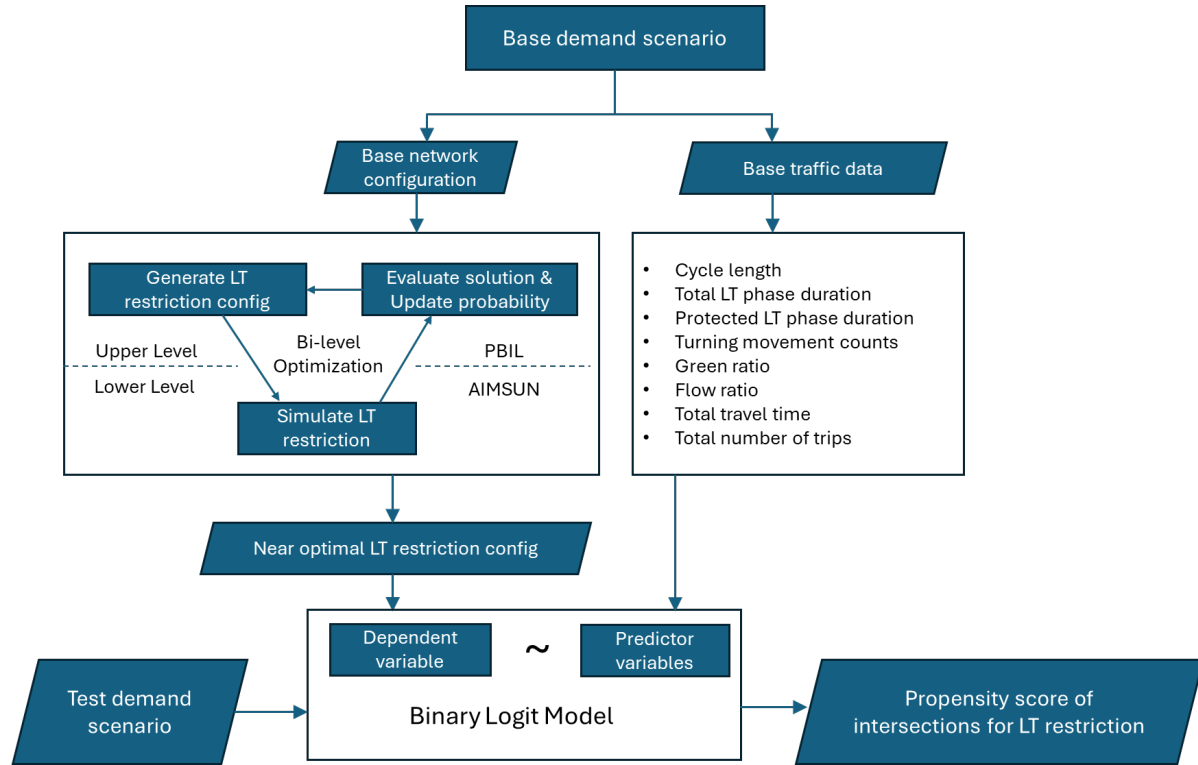 Base demand scenario
Base network
configuration
Base traffic data
Generate LT
restriction config
Evaluate solution &
Update probability
Bi-level
Optimization
Upper Level
PBIL
Lower Level
AIMSUN
Simulate LT
restriction
• Cycle length
• Total LT phase duration
• Protected LT phase duration
• Turning movement counts
• Green ratio
• Flow ratio
• Total travel time
• Total number of trips
Near optimal LT restriction config
Dependent
variable
~
Predictor
variables
Binary Logit Model
Test demand
scenario
Propensity score of
intersections for LT restriction